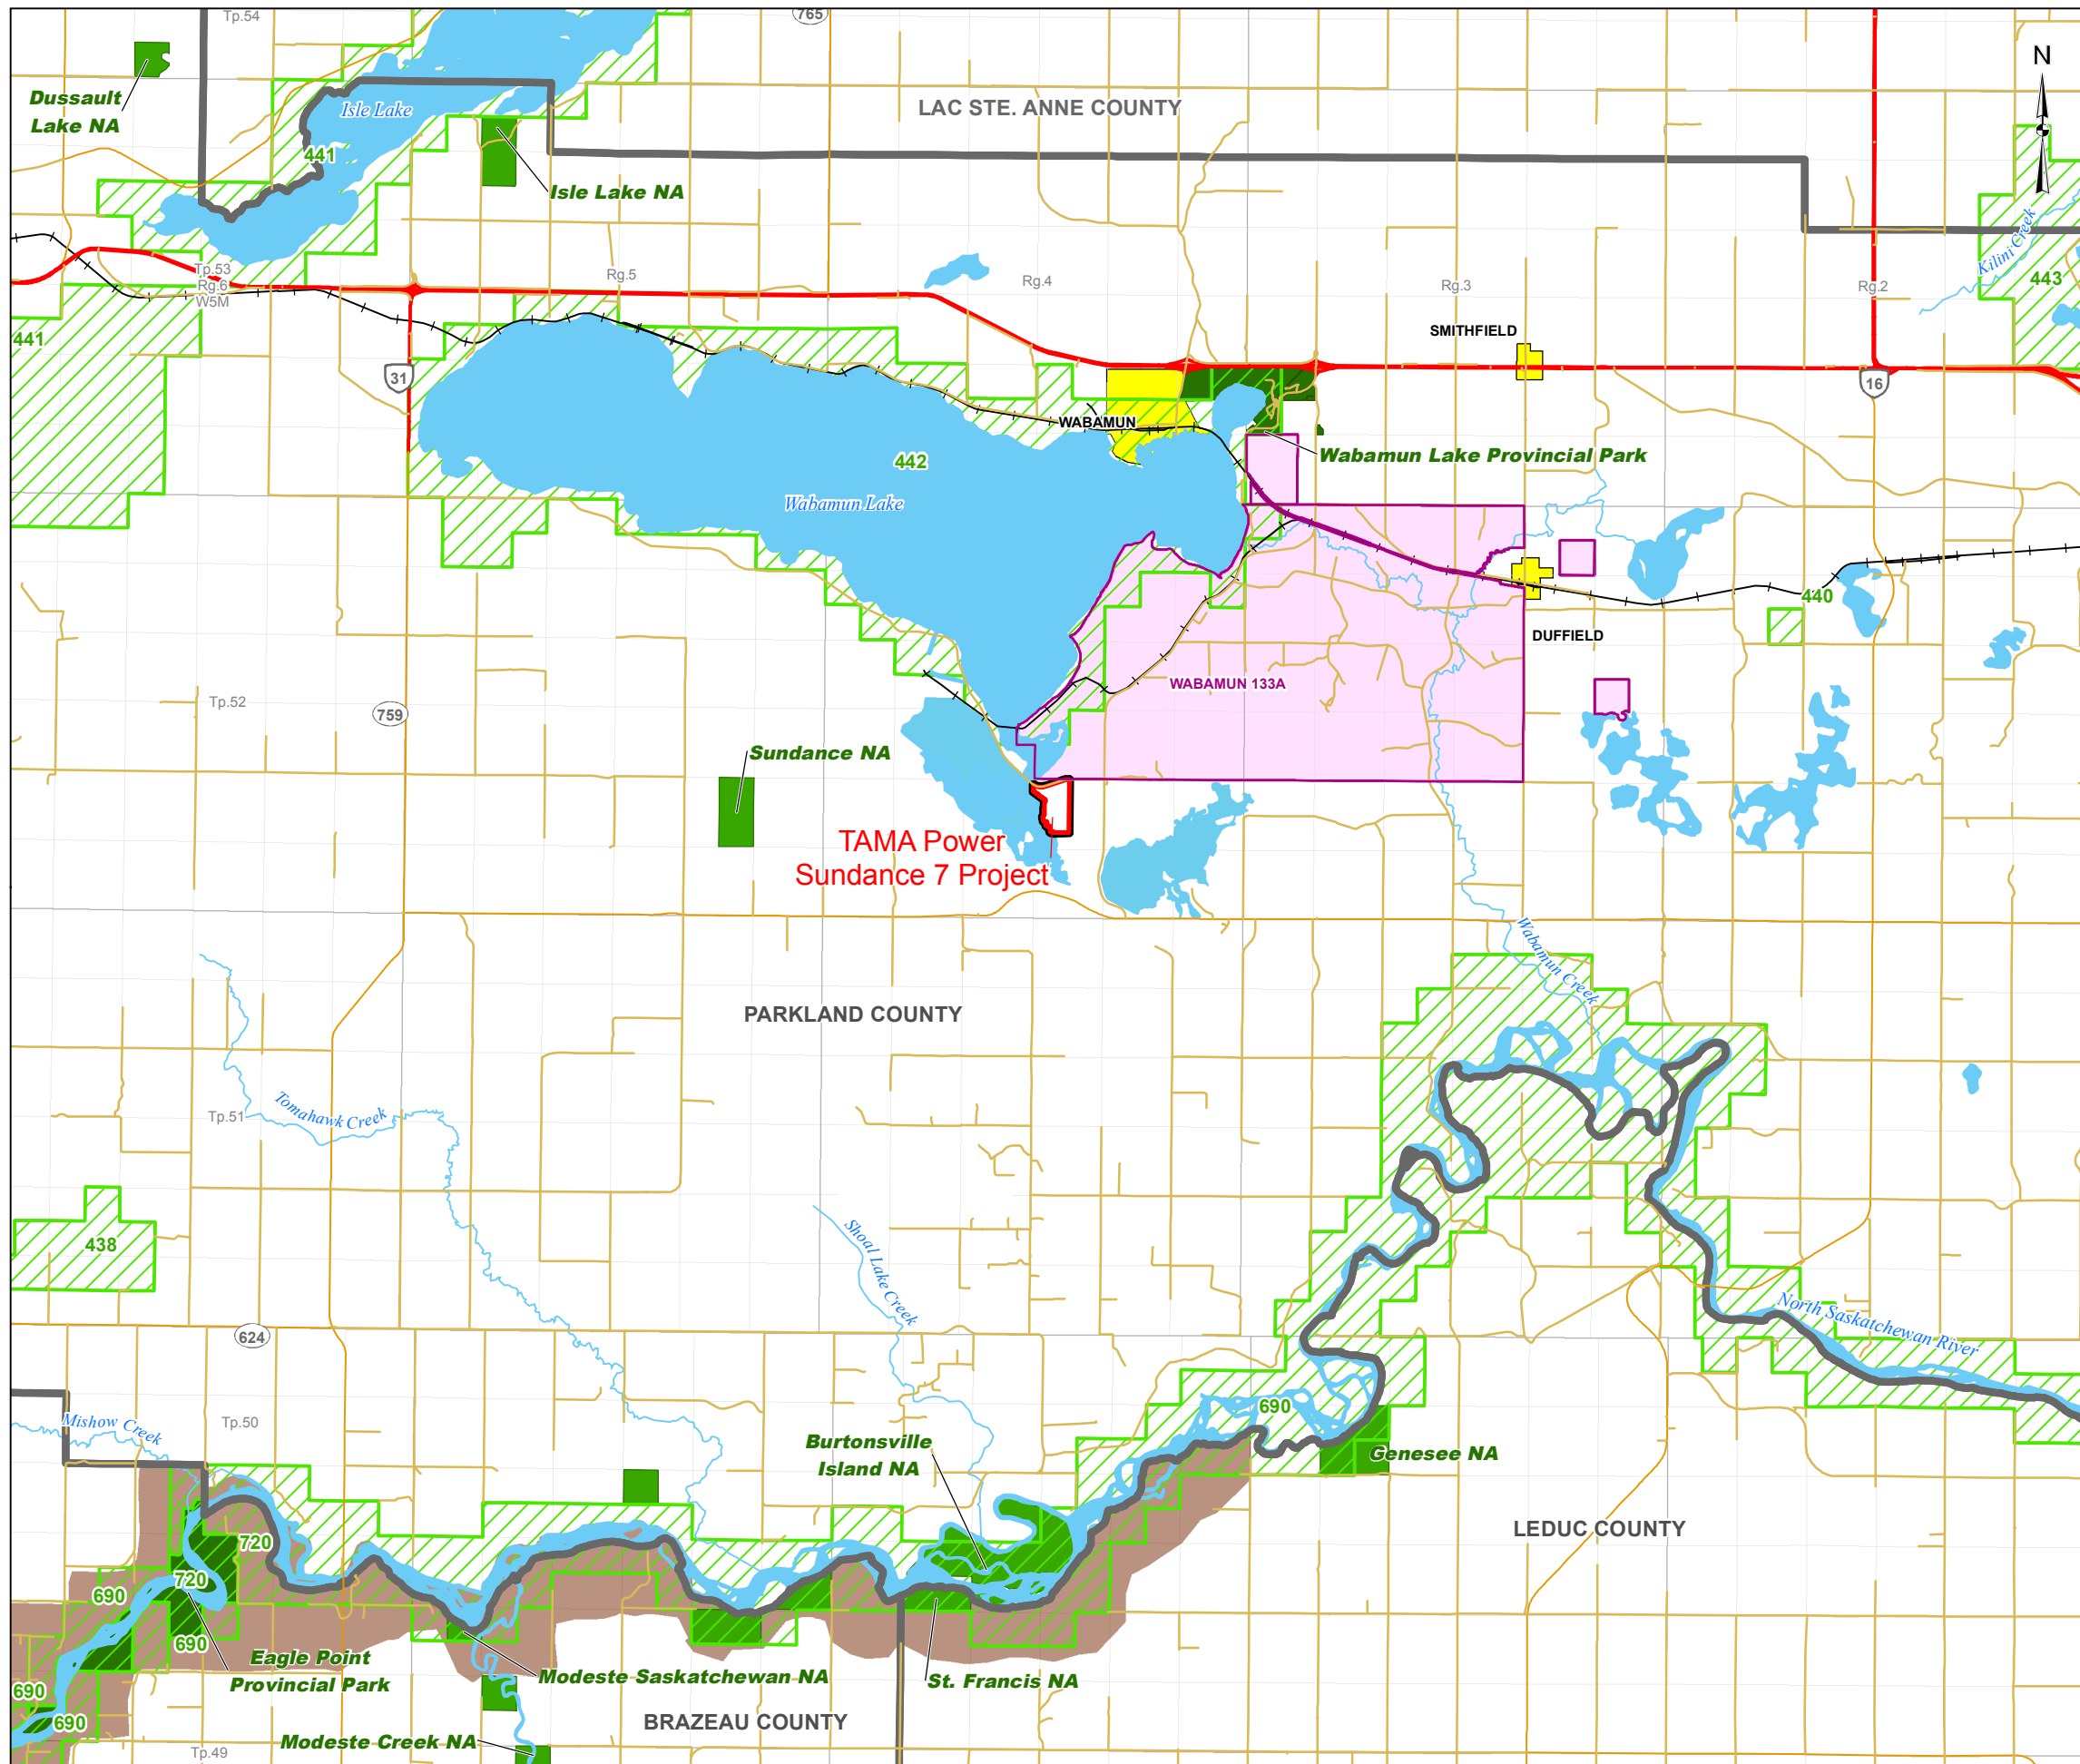 Tp.54
765
N
Dussault
Lake NA
Isle Lake
LAC STE. ANNE COUNTY
441
Isle Lake NA
Kilini Creek
Tp.53
Rg.6
W5M
Rg.5
Rg.4
Rg.3
Rg.2
443
441
SMITHFIELD
31
16
WABAMUN
442
Wabamun Lake Provincial Park
Wabamun Lake
440
DUFFIELD
WABAMUN 133A
Tp.52
759
Sundance NA
TAMA Power
Sundance 7 Project
Wabamun Creek
PARKLAND COUNTY
Tomahawk Creek
Tp.51
438
Shoal Lake Creek
North Saskatchewan River
624
Mishow Creek
Tp.50
690
Burtonsville
Island NA
Genesee NA
LEDUC COUNTY
720
720
690
690
Eagle Point
Provincial Park
Modeste Saskatchewan NA
St. Francis NA
690
690
BRAZEAU COUNTY
Modeste Creek NA
Tp.49